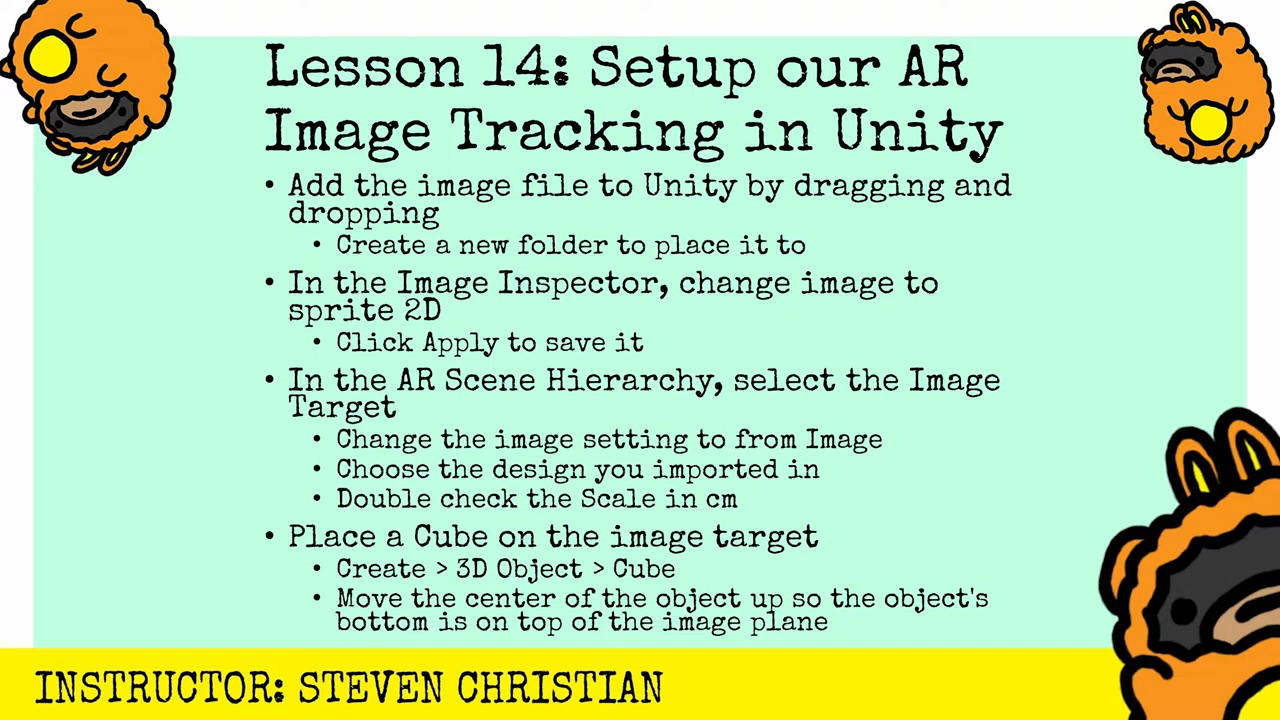 Lesson 14: Setup our AR
Image Tracking in Unity
• Add the image file to Unity by dragging and
dropping
• Create a new folder to place it to
• In the Image Inspector, change image to
sprite 2D
• Click Apply to save it
• In the AR Scene Hierarchy, select the Image
Target
• Change the image setting to from Image
• Choose the design you imported in
• Double check the Scale in cm
• Place a Cube on the image target
• Create > 3D Object > Cube
• Move the center of the object up so the object's
bottom is on top of the image plane
INSTRUCTOR: STEVEN CHRISTIAN